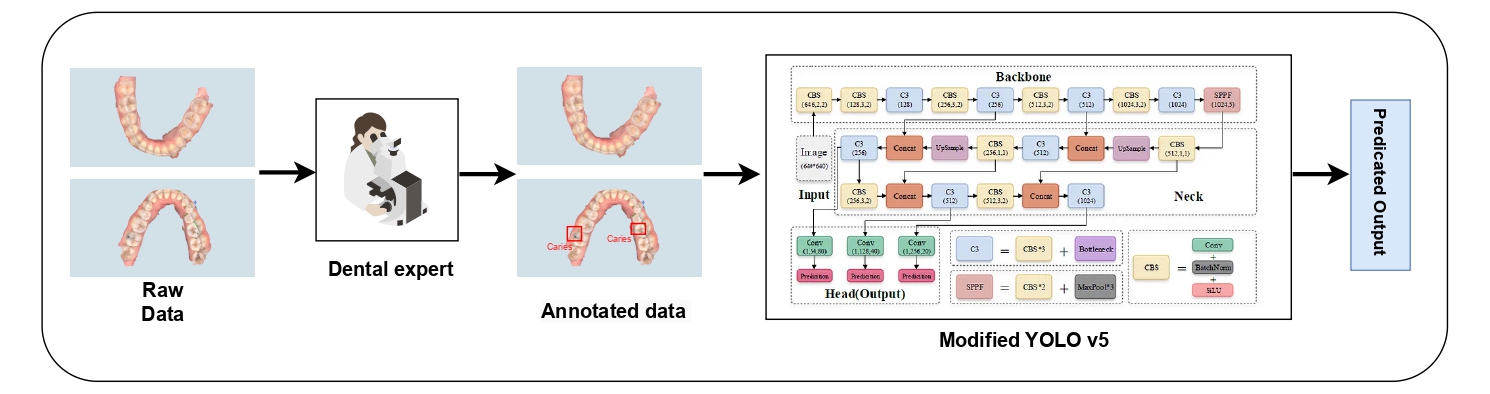 Raw
Data
Dental expert
Caries
Caries
Annotated data
Backbone
CBS
(646,2,2)
CBS
(128,3,2)
C3
(128)
CBS
(256,3,2)
C3
(256)
CBS
(512,3,2)
C3
(512)
CBS
(1024,3,2)
C3
(1024)
SPPF
(1024,5)
Image
(640*640)
Input
C3
(256)
Concat
UpSample
CBS
(256,1,1)
C3
(512)
Concat
UpSample
CBS
(512,1,1)
CBS
(256,3,2)
Concat
C3
(512)
CBS
(512,3,2)
Concat
C3
(1024)
Neck
Conv
(1,54,80)
Conv
(1,128,40)
Conv
(1,256,20)
Prediction
Prediction
Prediction
Head(Output)
C3 = CBS*3 + Bottleneck
SPPF = CBS*2 + MaxPool*3
CBS =
Conv
+
BatchNorm
+
SiLU
Modified YOLO v5
Predicated Output